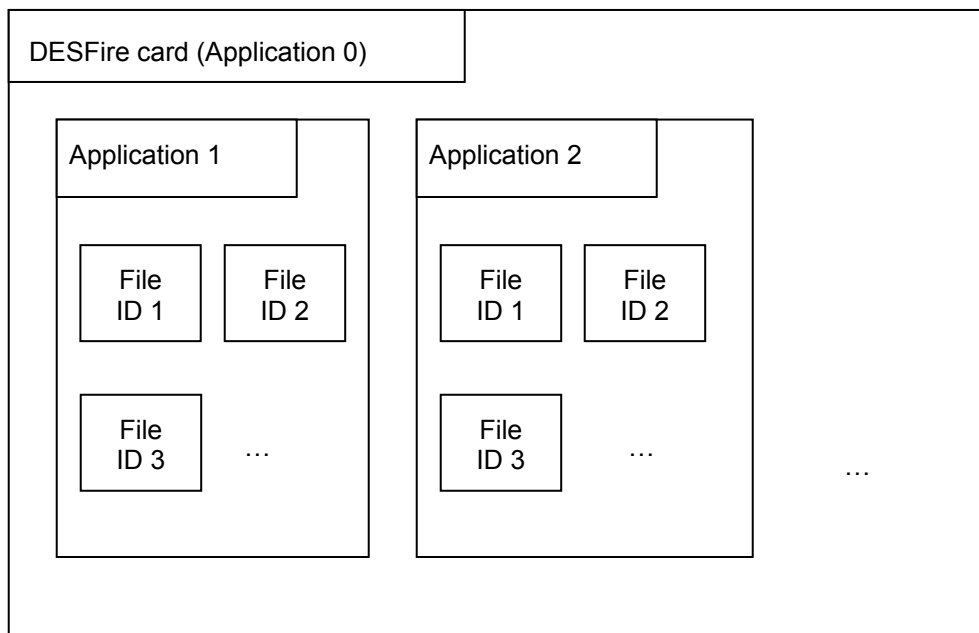 DESFire card (Application 0)
Application 1
Application 2
File
ID 1
File
ID 2
File
ID 1
File
ID 2
File
ID 3
…
File
ID 3
…
…